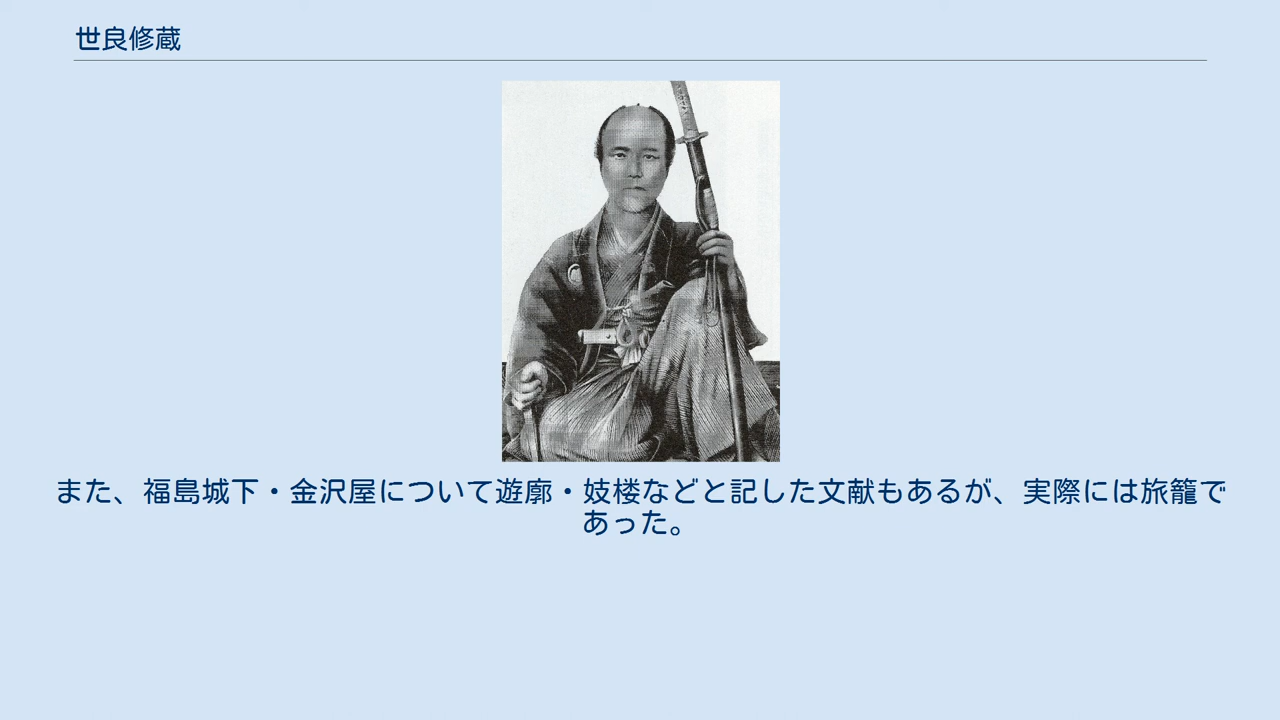 世良修蔵
また、福島城下・金沢屋について遊廓・妓楼などと記した文献もあるが、実際には旅籠で
あった。